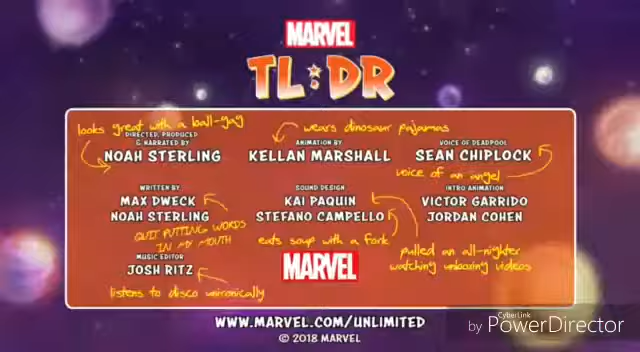 MARVEL
TL;DR
looks great with a ball-gag
wears dinosaur pajamas
DIRECTED, PRODUCED
& NARRATED BY
NOAH STERLING
ANIMATION BY
KELLAN MARSHALL
VOICE OF DEADPOOL
SEAN CHIPLOCK
voice of an angel
WRITTEN BY
MAX DWECK
NOAH STERLING
QUIT PUTTING WORDS
IN MY MOUTH
SOUND DESIGN
KAI PAQUIN
STEFANO CAMPELLO
eats soup with a fork
INTRO ANIMATION
VICTOR GARRIDO
JORDAN COHEN
pulled an all-nighter
watching unboxing videos
MUSIC EDITOR
JOSH RITZ
listens to disco unironically
MARVEL
WWW.MARVEL.COM/UNLIMITED
© 2018 MARVEL
CyberLink
by PowerDirector